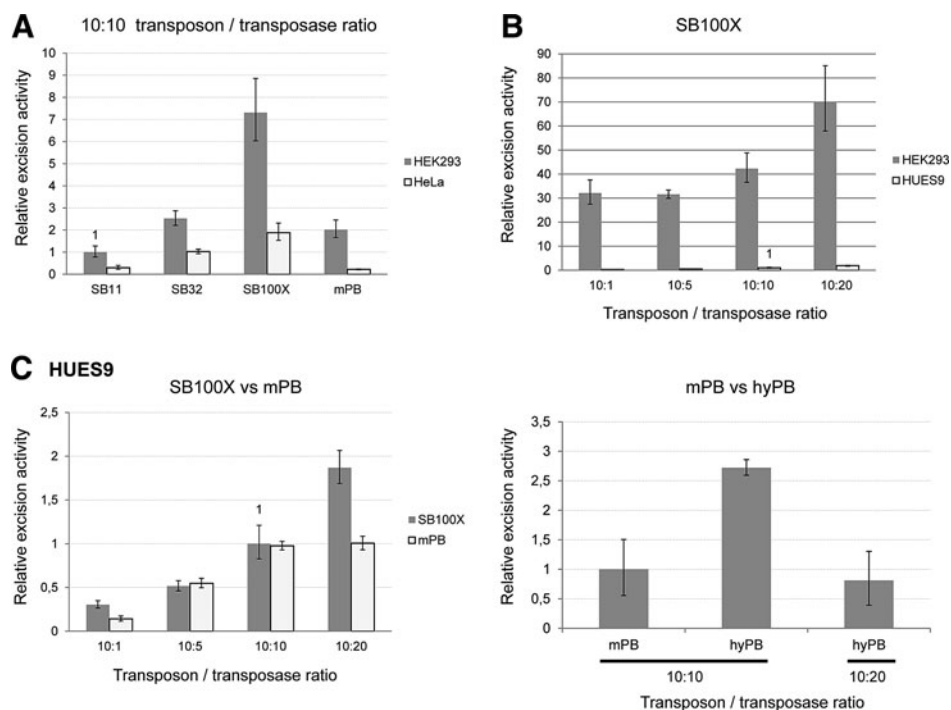 A
10:10 transposon / transposase ratio
Relative excision activity
10
9
8
7
6
5
4
3
2
1
0
1
SB11
SB32
SB100X
mPB
HEK293
HeLa
B
SB100X
Relative excision activity
90
80
70
60
50
40
30
20
10
0
1
10:1
10:5
10:10
10:20
Transposon / transposase ratio
HEK293
HUES9
C
HUES9
SB100X vs mPB
Relative excision activity
2,5
2
1,5
1
0,5
0
1
10:1
10:5
10:10
10:20
Transposon / transposase ratio
SB100X
mPB
mPB vs hyPB
Relative excision activity
3,5
3
2,5
2
1,5
1
0,5
0
mPB
hyPB
hyPB
10:10
10:20
Transposon / transposase ratio